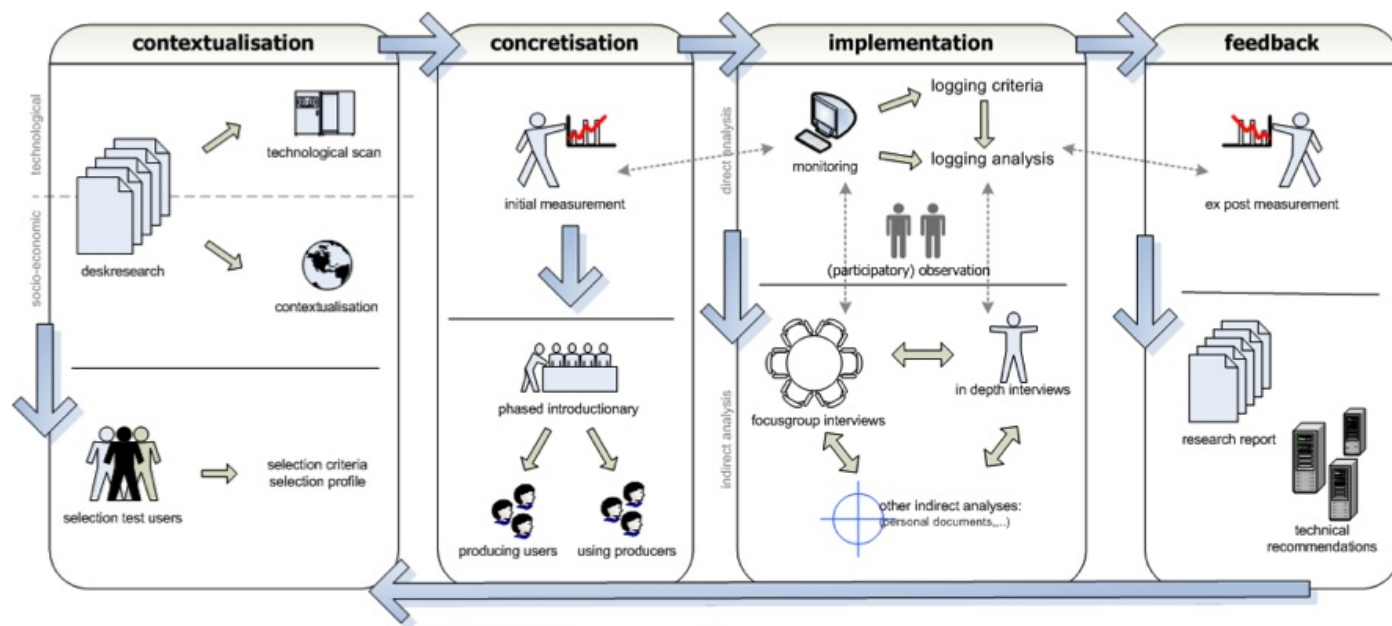 contextualisation
concretisation
implementation
feedback
technological
socio-economic
deskresearch
technological scan
contextualisation
selection test users
selection criteria
selection profile
initial measurement
phased introductionary
producing users
using producers
direct analysis
indirect analysis
monitoring
logging criteria
logging analysis
(participatory) observation
focusgroup interviews
in depth interviews
other indirect analyses:
(personal documents,...)
ex post measurement
research report
technical
recommendations